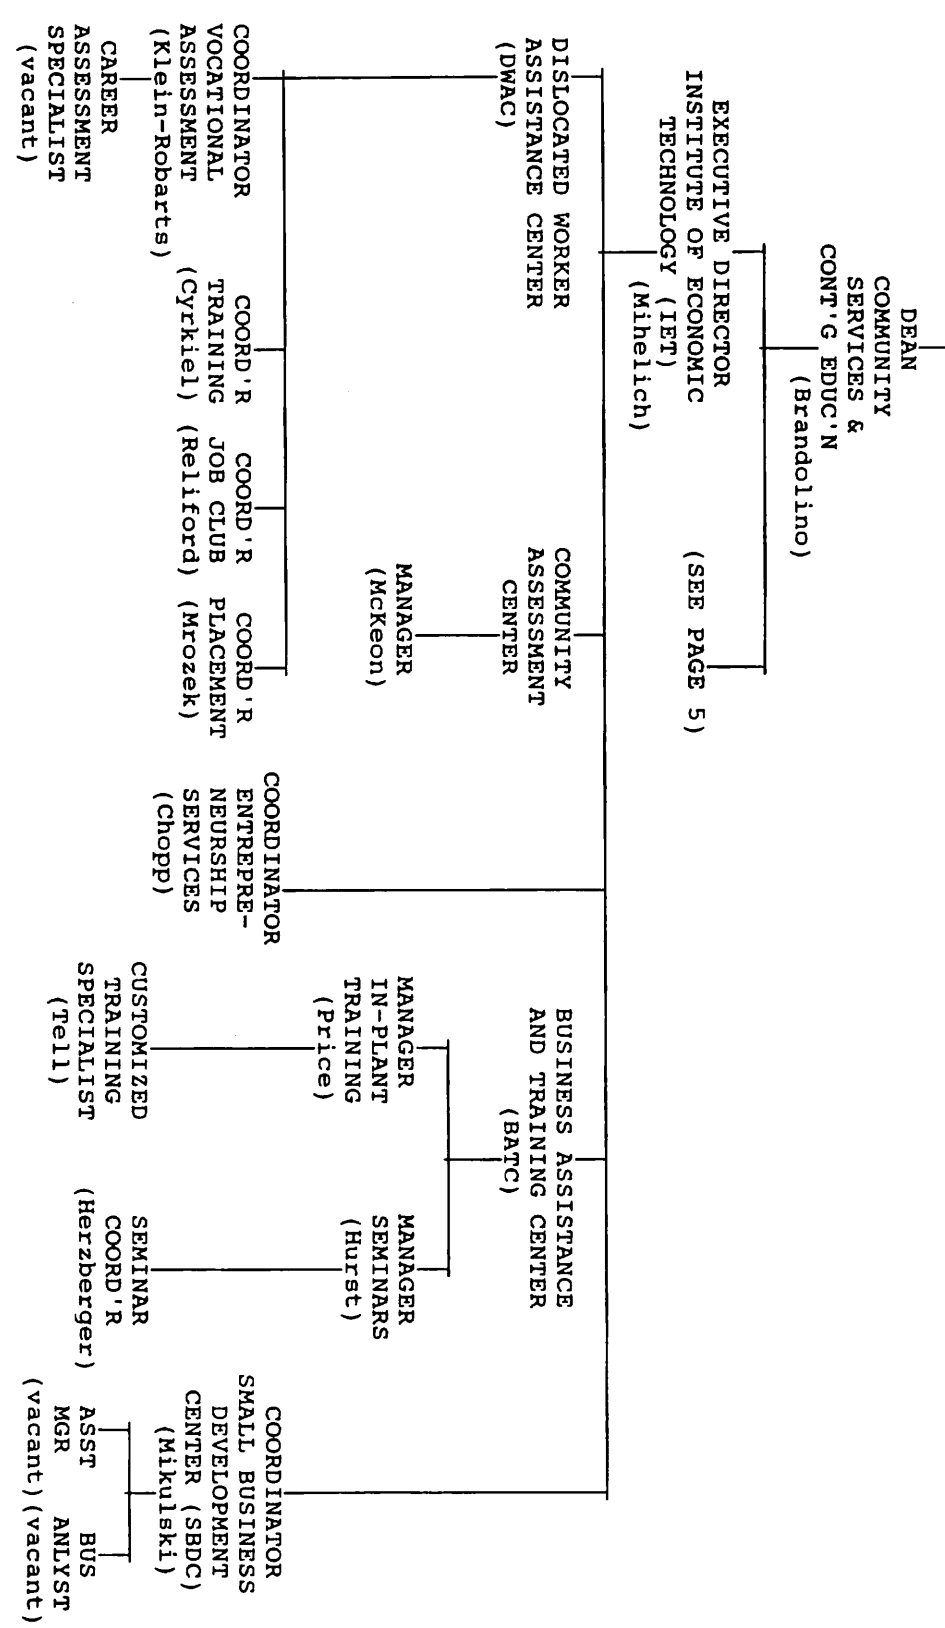 DEAN
COMMUNITY
SERVICES &
CONT'G EDUC'N
(Brandolino)
EXECUTIVE DIRECTOR
INSTITUTE OF ECONOMIC
TECHNOLOGY (IET)
(Mihelich)
(SEE PAGE 5)
DISLOCATED WORKER
ASSISTANCE CENTER
(DWAC)
COMMUNITY
ASSESSMENT
CENTER
MANAGER
(McKeon)
BUSINESS ASSISTANCE
AND TRAINING CENTER
(BATC)
MANAGER
IN-PLANT
TRAINING
(Price)
MANAGER
SEMINARS
(Hurst)
COORDINATOR
VOCATIONAL
ASSESSMENT
(Klein-Robarts)
COORD'R
TRAINING
(Cyrkiel)
COORD'R
JOB CLUB
(Reliford)
COORD'R
PLACEMENT
(Mrozek)
COORDINATOR
ENTREPRE-
NEURSHIP
SERVICES
(Chopp)
COORDINATOR
SMALL BUSINESS
DEVELOPMENT
CENTER (SBDC)
(Mikulski)
CAREER
ASSESSMENT
SPECIALIST
(vacant)
CUSTOMIZED
TRAINING
SPECIALIST
(Tell)
SEMINAR
COORD'R
(Herzberger)
ASST
MGR
(vacant)
BUS
ANLYST
(vacant)